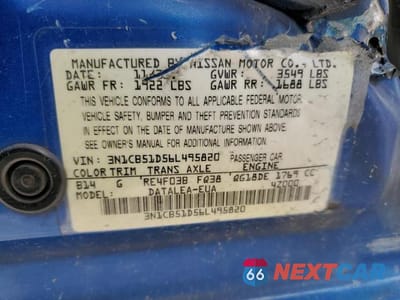 MANUFACTURED BY NISSAN MOTOR CO., LTD.
DATE: GVWR: 3549 LBS
GAWR FR: 1922 LBS GAWR RR: 1688 LBS
THIS VEHICLE CONFORMS TO ALL APPLICABLE FEDERAL MOTOR
VEHICLE SAFETY, BUMPER AND THEFT PREVENTION STANDARDS
IN EFFECT ON THE DATE OF MANUFACTURE SHOWN ABOVE.
SEE OWNER'S MANUAL FOR ADDITIONAL INFORMATION.
VIN: 3N1CB51D56L495820 PASSENGER CAR
COLOR TRIM TRANS AXLE ENGINE
B14 G RE4F03B FQ38 QG18DE 1769 CC
MODEL: DATALEA-EUA 4Z000
3N1CB51D56L495820
66 NEXTCAR